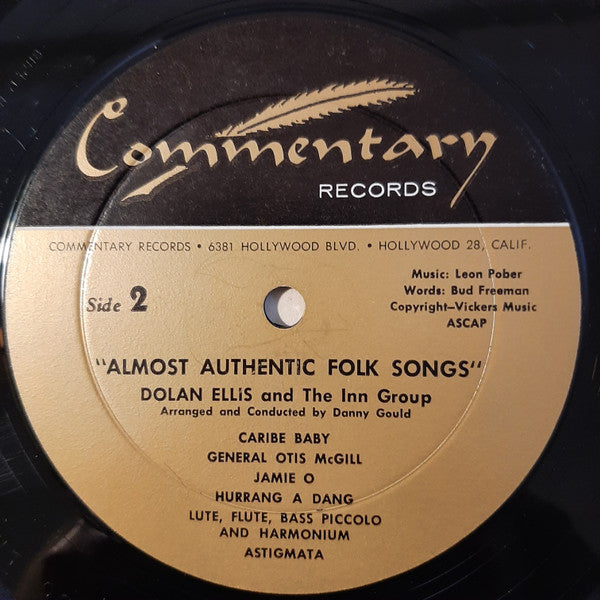 Commentary
RECORDS
COMMENTARY RECORDS • 6381 HOLLYWOOD BLVD. • HOLLYWOOD 28, CALIF.
Side 2
Music: Leon Pober
Words: Bud Freeman
Copyright—Vickers Music
ASCAP
"ALMOST AUTHENTIC FOLK SONGS"
DOLAN ELLIS and The Inn Group
Arranged and Conducted by Danny Gould
CARIBE BABY
GENERAL OTIS McGILL
JAMIE O
HURRANG A DANG
LUTE, FLUTE, BASS PICCOLO
AND HARMONIUM
ASTIGMATA